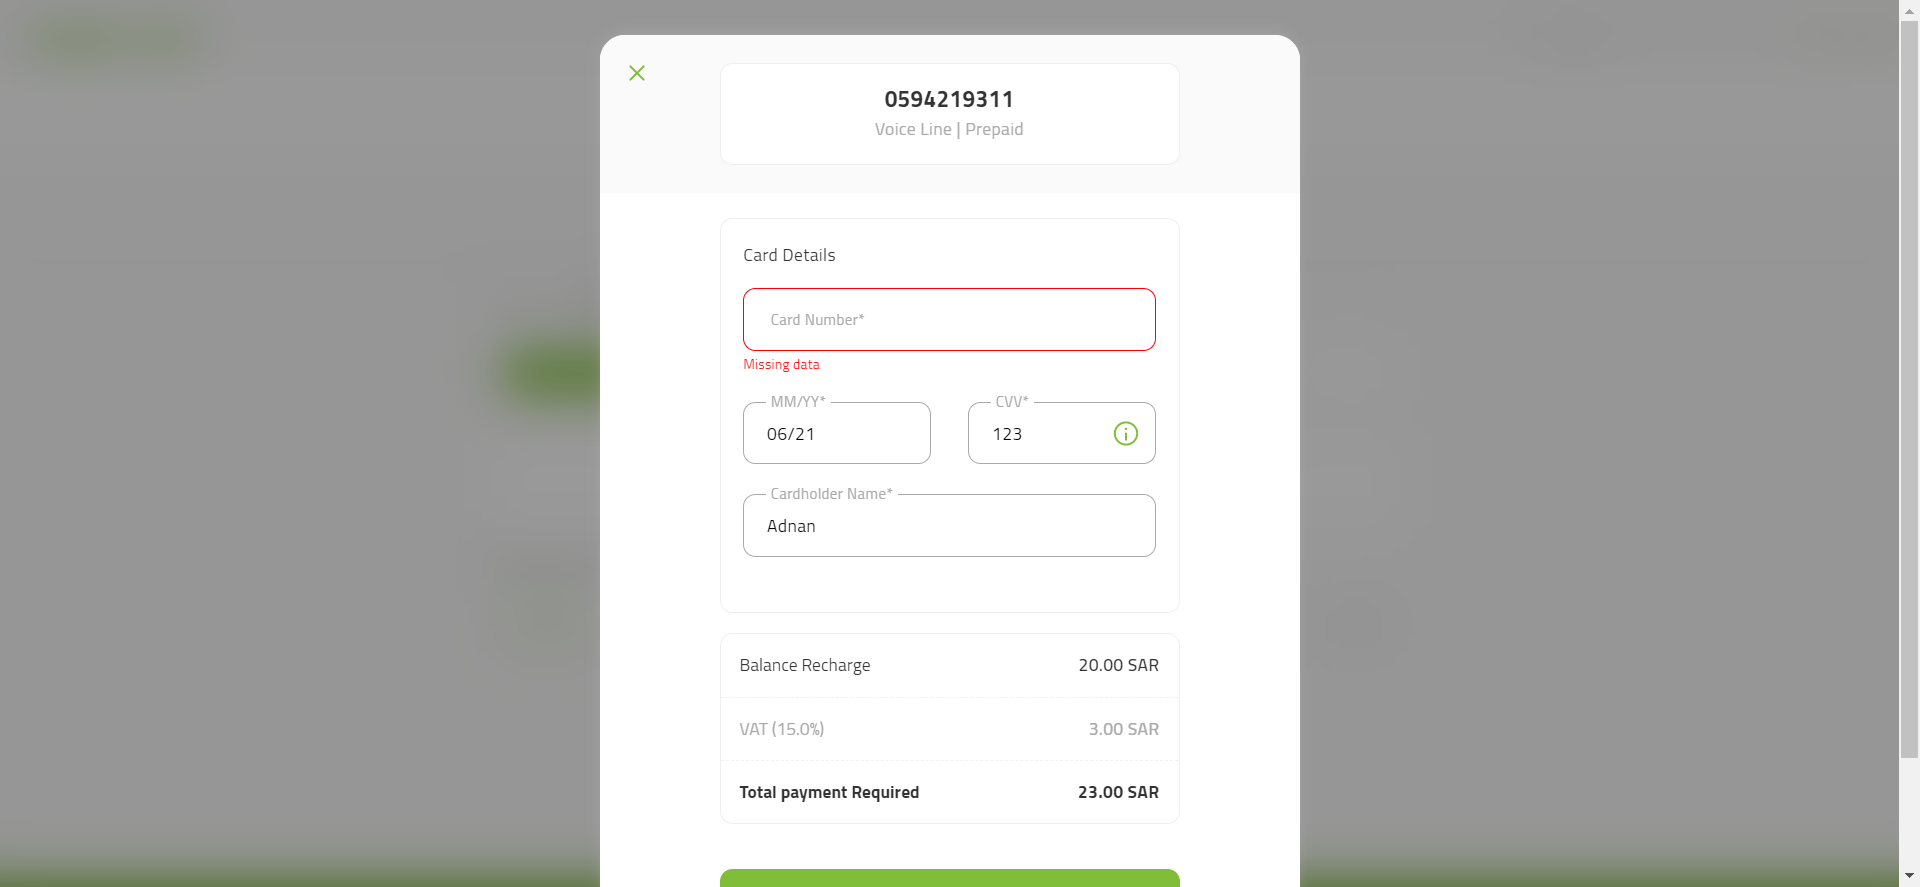 0594219311
Voice Line | Prepaid
Card Details
Card Number*
Missing data
MM/YY*
CVV*
06/21
123
Cardholder Name*
Adnan
Balance Recharge 20.00 SAR
VAT (15.0%) 3.00 SAR
Total payment Required 23.00 SAR